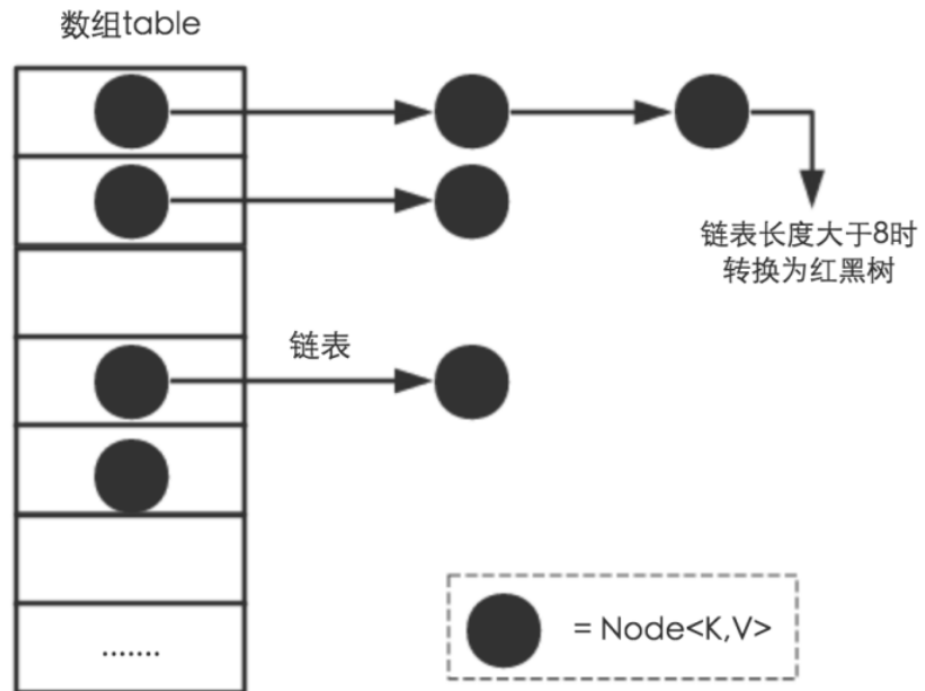 数组table
链表长度大于8时
转换为红黑树
链表
= Node<K,V>
.......